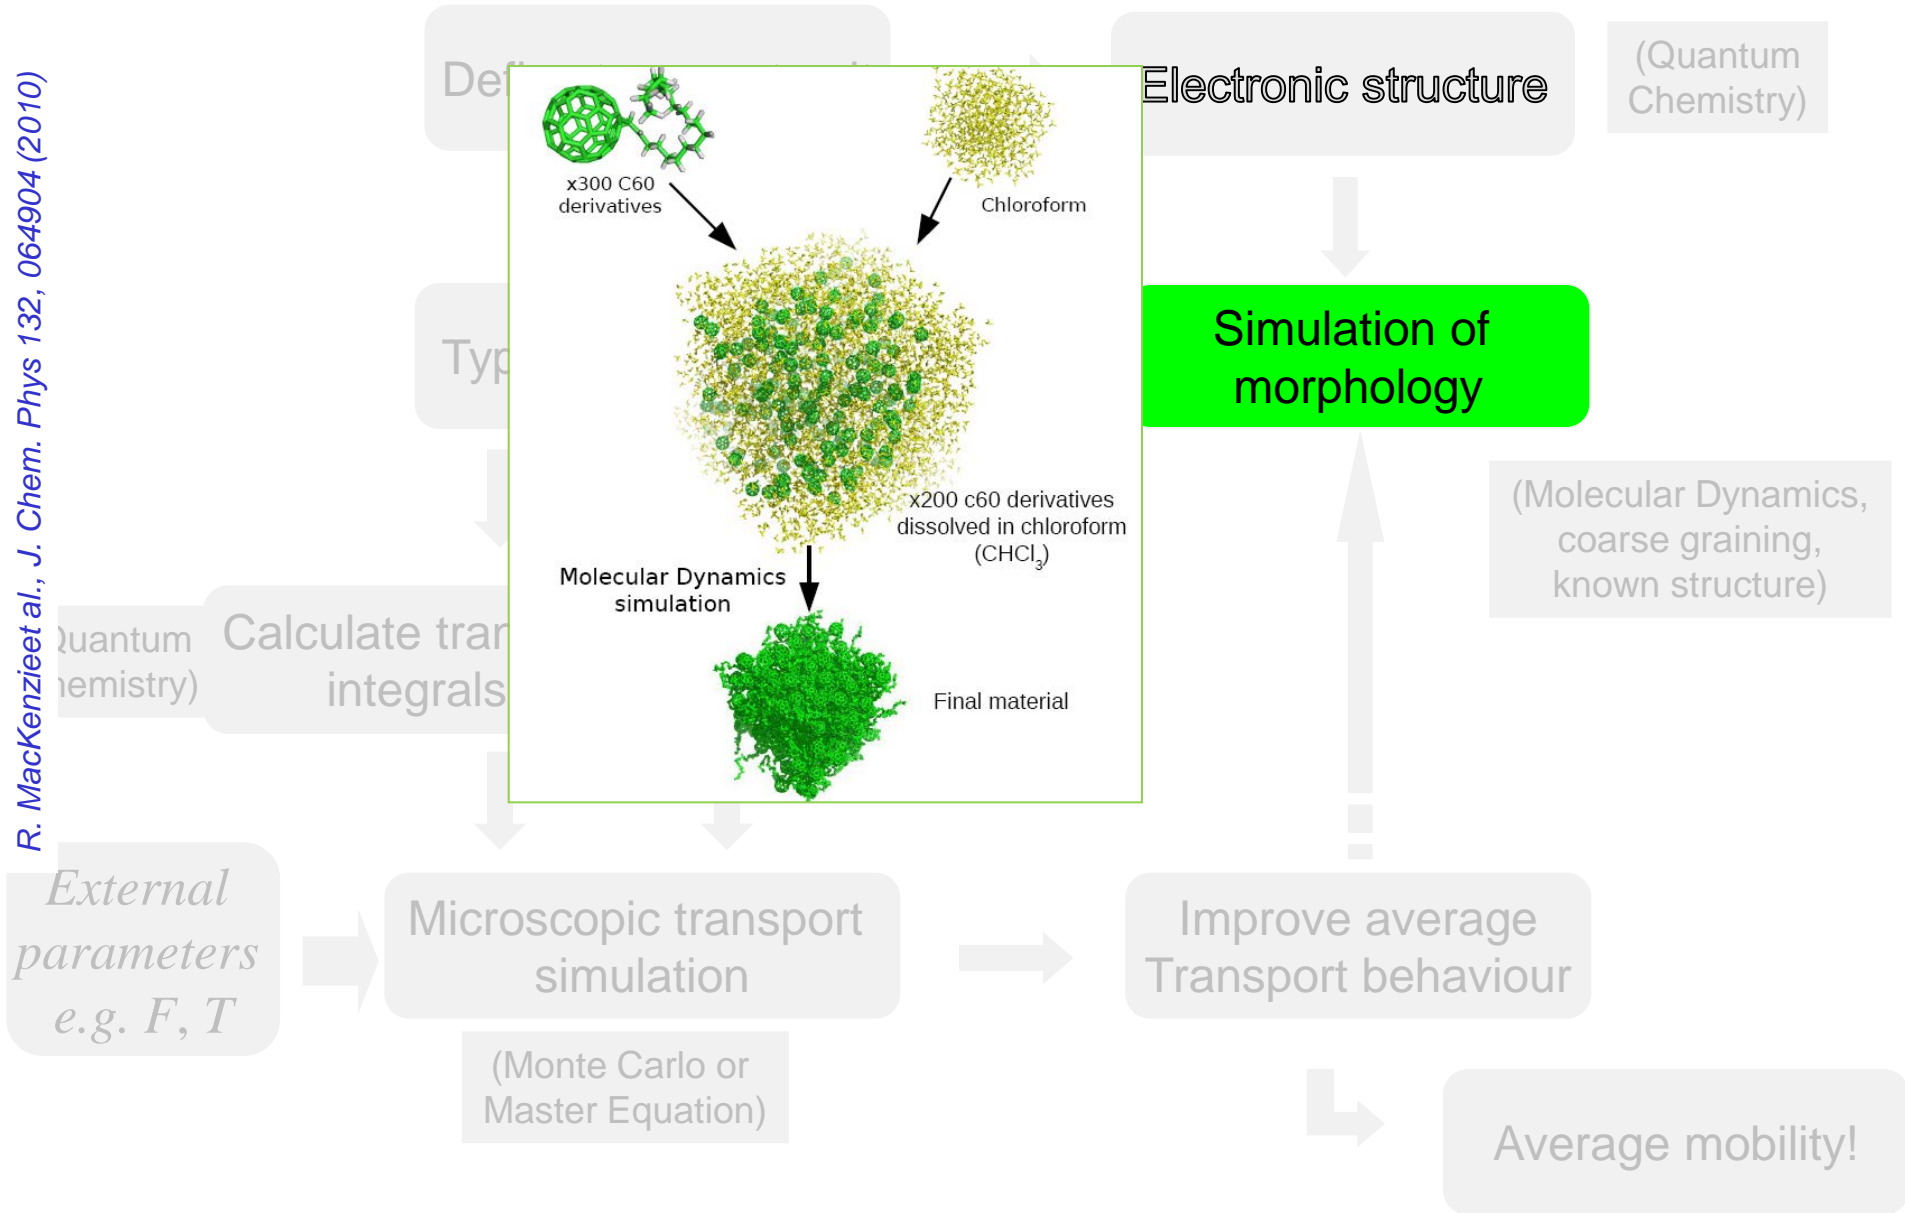 R. MacKenzieet al., J. Chem. Phys 132, 064904 (2010)
Electronic structure
(Quantum
Chemistry)
x300 C60
derivatives
Chloroform
Simulation of
morphology
x200 c60 derivatives
dissolved in chloroform
(CHCl3)
(Molecular Dynamics,
coarse graining,
known structure)
Molecular Dynamics
simulation
Calculate
integrals
Final material
External
parameters
e.g. F, T
Microscopic transport
simulation
Improve average
Transport behaviour
(Monte Carlo or
Master Equation)
Average mobility!